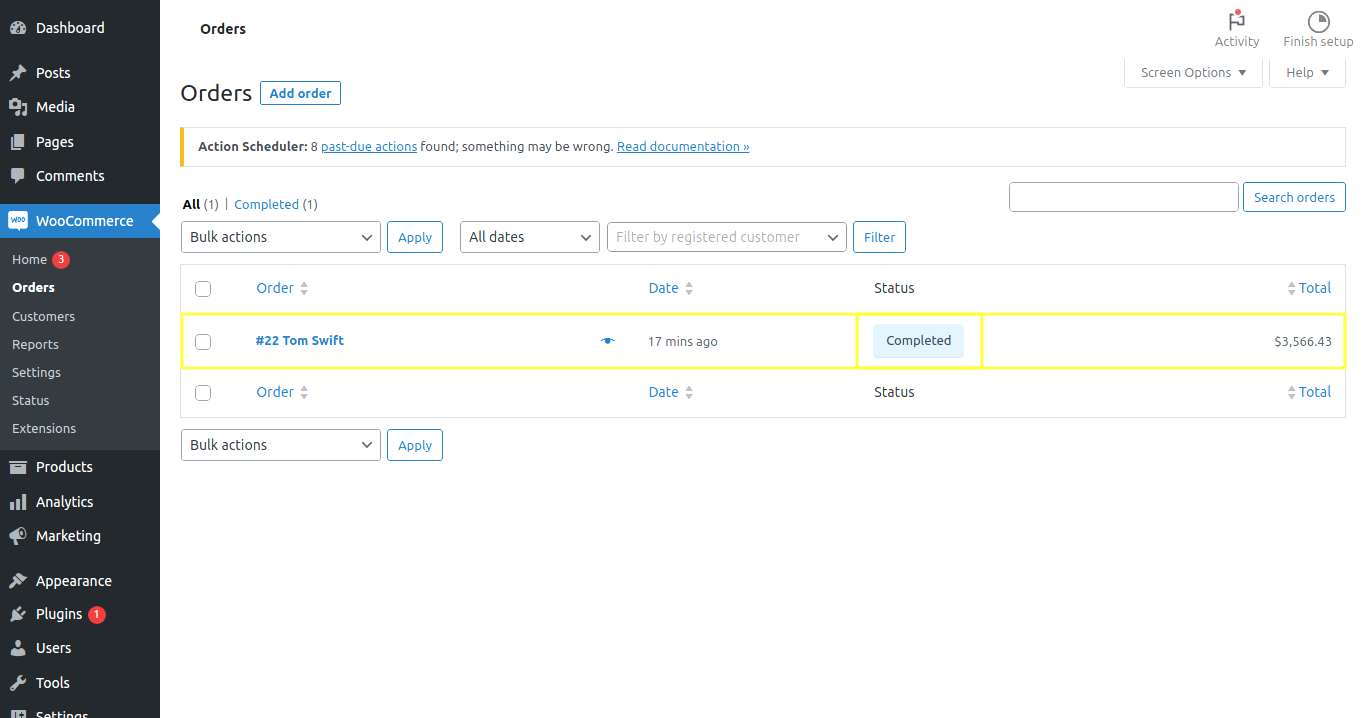 Dashboard
Posts
Media
Pages
Comments
WOO WooCommerce
Home 3
Orders
Customers
Reports
Settings
Status
Extensions
Products
Analytics
Marketing
Appearance
Plugins 1
Users
Tools
Settings
Orders
Activity
Finish setup
Screen Options
Help
Orders Add order
Action Scheduler: 8 past-due actions found; something may be wrong. Read documentation »
All (1) | Completed (1)
Search orders
Bulk actions Apply All dates Filter by registered customer Filter
Order Date Status Total
#22 Tom Swift 17 mins ago Completed $3,566.43
Order Date Status Total
Bulk actions Apply